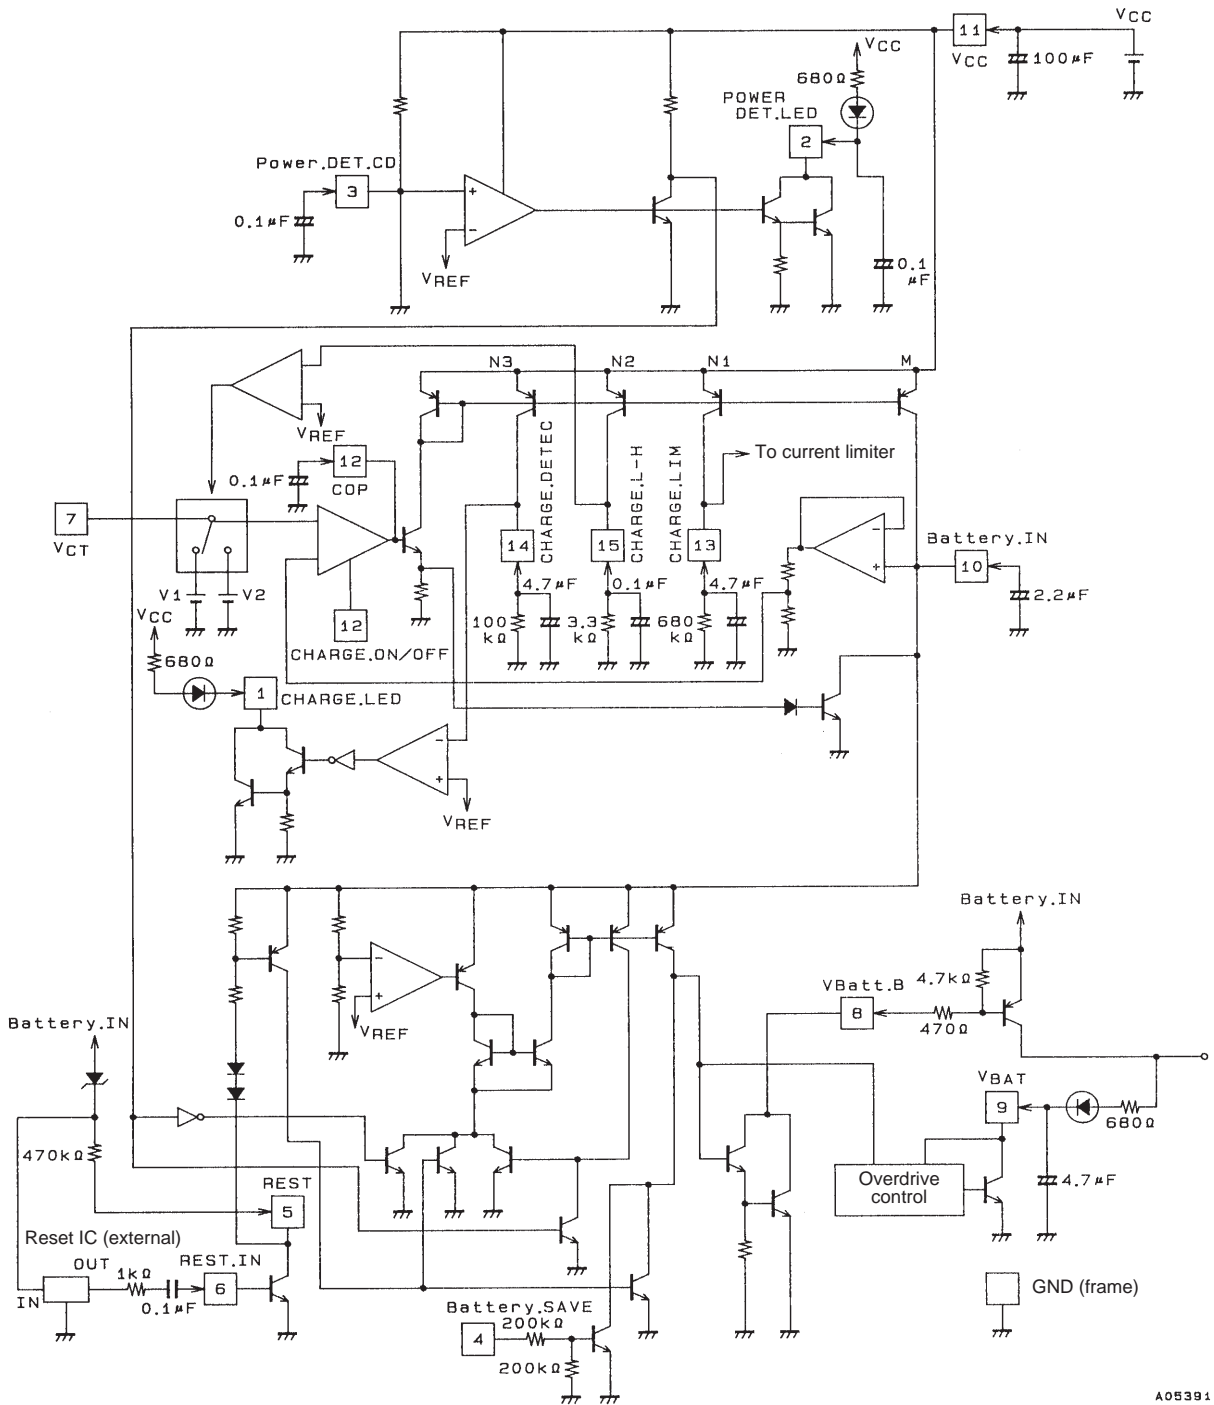 VCC
11
VCC
100μF
VCC
680Ω
POWER
DET.LED
2
Power.DET.CD
3
0.1μF
VREF
0.1
μF
N3
N2
N1
M
VREF
12
COP
0.1μF
CHARGE.DETEC
CHARGE.L-H
CHARGE.LIM
To current limiter
7
VCT
14
15
13
Battery.IN
10
4.7μF
0.1μF
4.7μF
2.2μF
V1
V2
12
100
kΩ
3.3
kΩ
680
kΩ
VCC
CHARGE.ON/OFF
680Ω
1
CHARGE.LED
VREF
Battery.IN
VREF
VBatt.B
8
4.7kΩ
470Ω
Battery.IN
VBAT
9
680Ω
470kΩ
REST
5
Overdrive
control
4.7μF
Reset IC (external)
OUT
REST.IN
1kΩ
6
IN
0.1μF
GND (frame)
Battery.SAVE
200kΩ
4
200kΩ
A05391
+
-
-
+
-
+
-
+